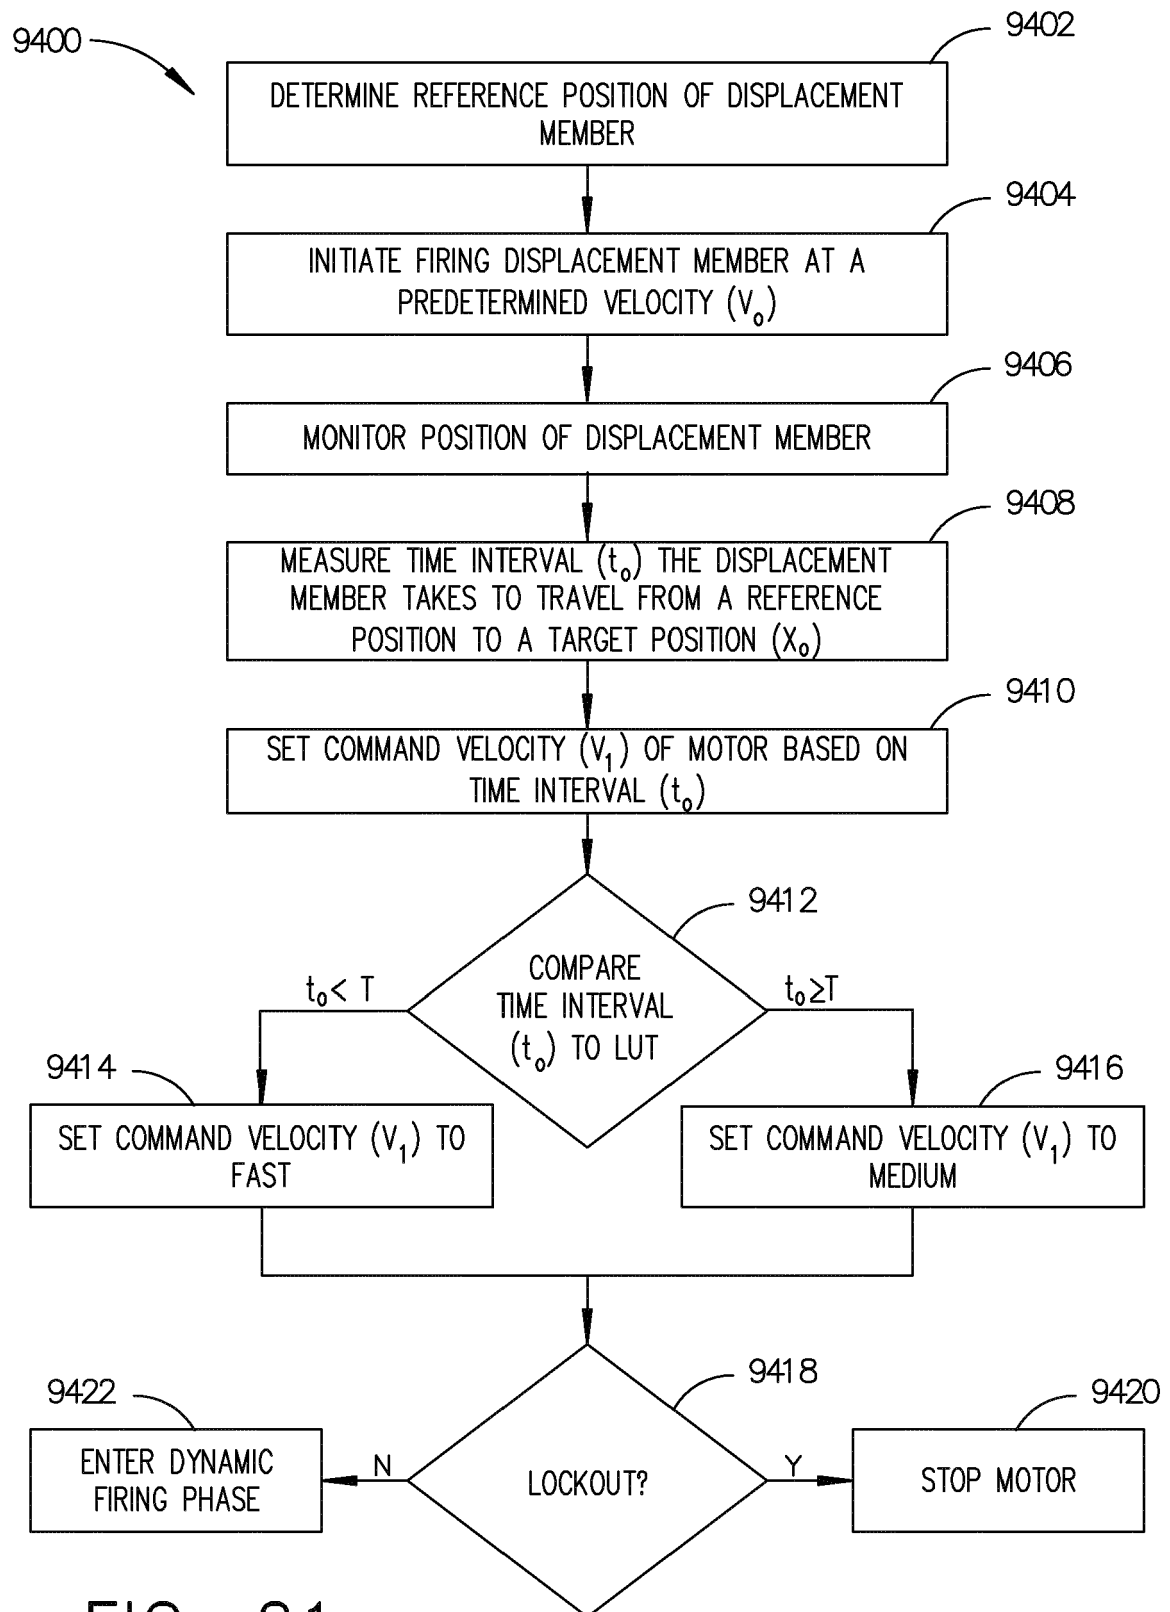 9400
9402
DETERMINE REFERENCE POSITION OF DISPLACEMENT
MEMBER
9404
INITIATE FIRING DISPLACEMENT MEMBER AT A
PREDETERMINED VELOCITY (V₀)
9406
MONITOR POSITION OF DISPLACEMENT MEMBER
9408
MEASURE TIME INTERVAL (t₀) THE DISPLACEMENT
MEMBER TAKES TO TRAVEL FROM A REFERENCE
POSITION TO A TARGET POSITION (X₀)
9410
SET COMMAND VELOCITY (V₁) OF MOTOR BASED ON
TIME INTERVAL (t₀)
9412
COMPARE
TIME INTERVAL
(t₀) TO LUT
t₀< T
t₀≥T
9414
SET COMMAND VELOCITY (V₁) TO
FAST
9416
SET COMMAND VELOCITY (V₁) TO
MEDIUM
9418
LOCKOUT?
N
Y
9422
ENTER DYNAMIC
FIRING PHASE
9420
STOP MOTOR